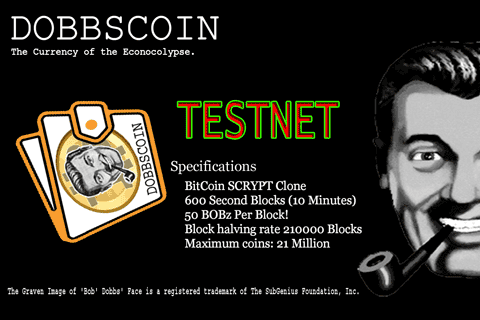 DOBBSCOIN
The Currency of the Econocolypse.
TESTNET
DOBBSCOIN
Specifications
BitCoin SCRYPT Clone
600 Second Blocks (10 Minutes)
50 BOBz Per Block!
Block halving rate 210000 Blocks
Maximum coins: 21 Million
The Graven Image of 'Bob' Dobbs' Face is a registered trademark of The SubGenius Foundation, Inc.